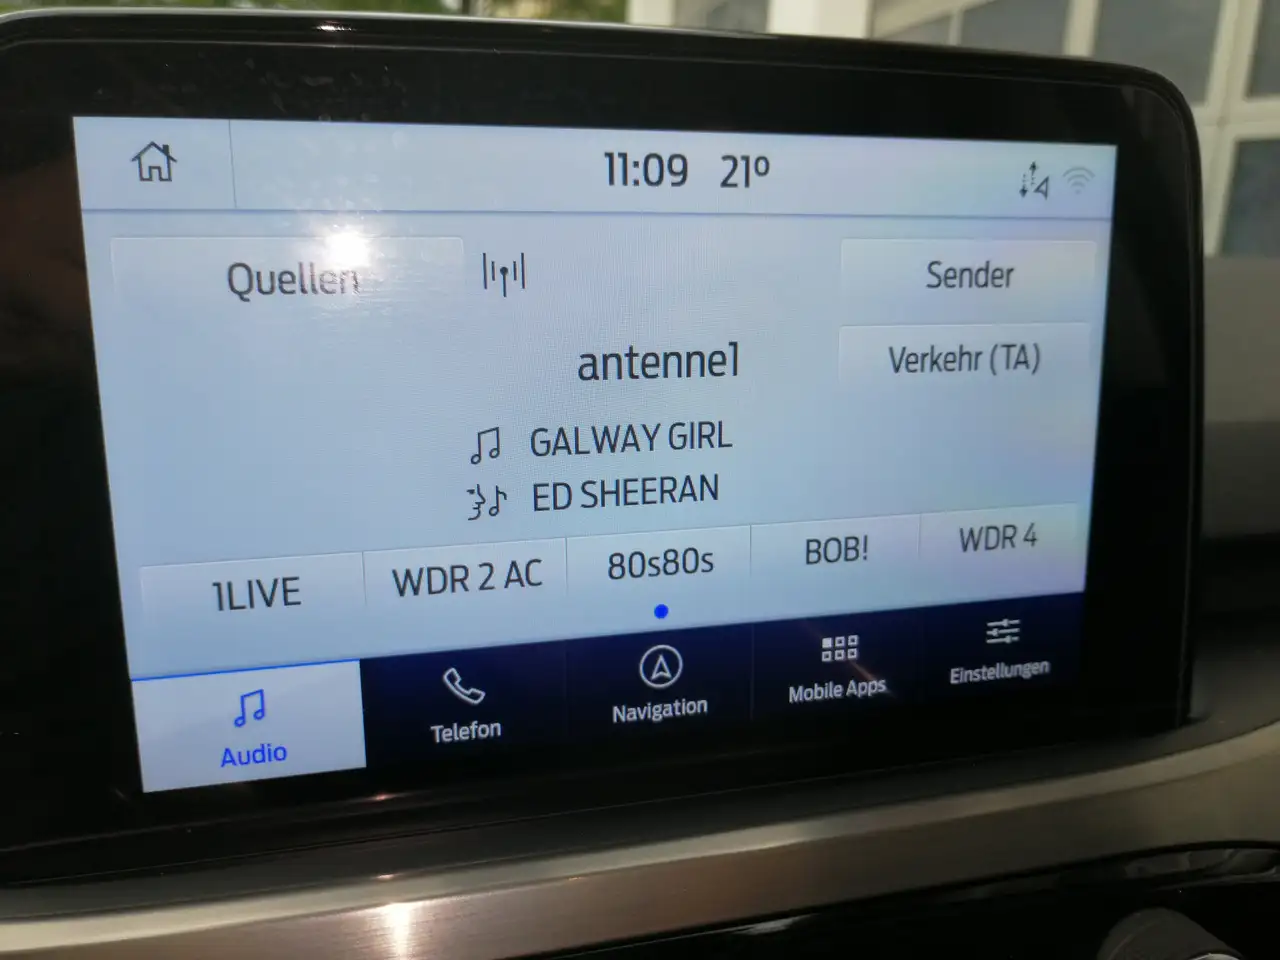 11:09 21°
Quellen
Sender
antenne1
Verkehr (TA)
GALWAY GIRL
ED SHEERAN
1LIVE WDR 2 AC 80s80s BOB! WDR 4
Audio Telefon Navigation Mobile Apps Einstellungen